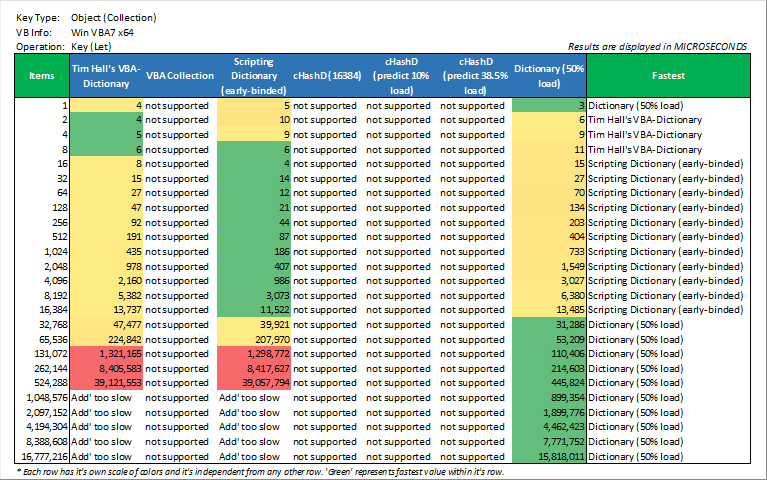 Key Type: Object (Collection)
VB Info: Win VBA7 x64
Operation: Key (Let)
Results are displayed in MICROSECONDS
Items Tim Hall's VBA-Dictionary VBA Collection Scripting Dictionary (early-binded) cHashD (16384) cHashD (predict 10% load) cHashD (predict 38.5% load) Dictionary (50% load) Fastest
1 4 not supported 5 not supported not supported not supported 3 Dictionary (50% load)
2 4 not supported 10 not supported not supported not supported 6 Tim Hall's VBA-Dictionary
4 5 not supported 9 not supported not supported not supported 9 Tim Hall's VBA-Dictionary
8 6 not supported 6 not supported not supported not supported 11 Tim Hall's VBA-Dictionary
16 8 not supported 4 not supported not supported not supported 15 Scripting Dictionary (early-binded)
32 15 not supported 14 not supported not supported not supported 27 Scripting Dictionary (early-binded)
64 27 not supported 12 not supported not supported not supported 70 Scripting Dictionary (early-binded)
128 47 not supported 21 not supported not supported not supported 134 Scripting Dictionary (early-binded)
256 92 not supported 44 not supported not supported not supported 203 Scripting Dictionary (early-binded)
512 191 not supported 87 not supported not supported not supported 404 Scripting Dictionary (early-binded)
1,024 435 not supported 186 not supported not supported not supported 733 Scripting Dictionary (early-binded)
2,048 978 not supported 407 not supported not supported not supported 1,549 Scripting Dictionary (early-binded)
4,096 2,160 not supported 986 not supported not supported not supported 3,027 Scripting Dictionary (early-binded)
8,192 5,382 not supported 3,073 not supported not supported not supported 6,380 Scripting Dictionary (early-binded)
16,384 13,737 not supported 11,522 not supported not supported not supported 13,485 Scripting Dictionary (early-binded)
32,768 47,477 not supported 39,921 not supported not supported not supported 31,286 Dictionary (50% load)
65,536 224,842 not supported 207,970 not supported not supported not supported 53,209 Dictionary (50% load)
131,072 1,321,165 not supported 1,298,772 not supported not supported not supported 110,406 Dictionary (50% load)
262,144 8,405,583 not supported 8,417,627 not supported not supported not supported 214,603 Dictionary (50% load)
524,288 39,121,553 not supported 39,057,794 not supported not supported not supported 445,824 Dictionary (50% load)
1,048,576 Add' too slow not supported Add' too slow not supported not supported not supported 899,354 Dictionary (50% load)
2,097,152 Add' too slow not supported Add' too slow not supported not supported not supported 1,899,776 Dictionary (50% load)
4,194,304 Add' too slow not supported Add' too slow not supported not supported not supported 4,462,423 Dictionary (50% load)
8,388,608 Add' too slow not supported Add' too slow not supported not supported not supported 7,771,752 Dictionary (50% load)
16,777,216 Add' too slow not supported Add' too slow not supported not supported not supported 15,818,011 Dictionary (50% load)
* Each row has it's own scale of colors and it's independent from any other row. 'Green' represents fastest value within it's row.